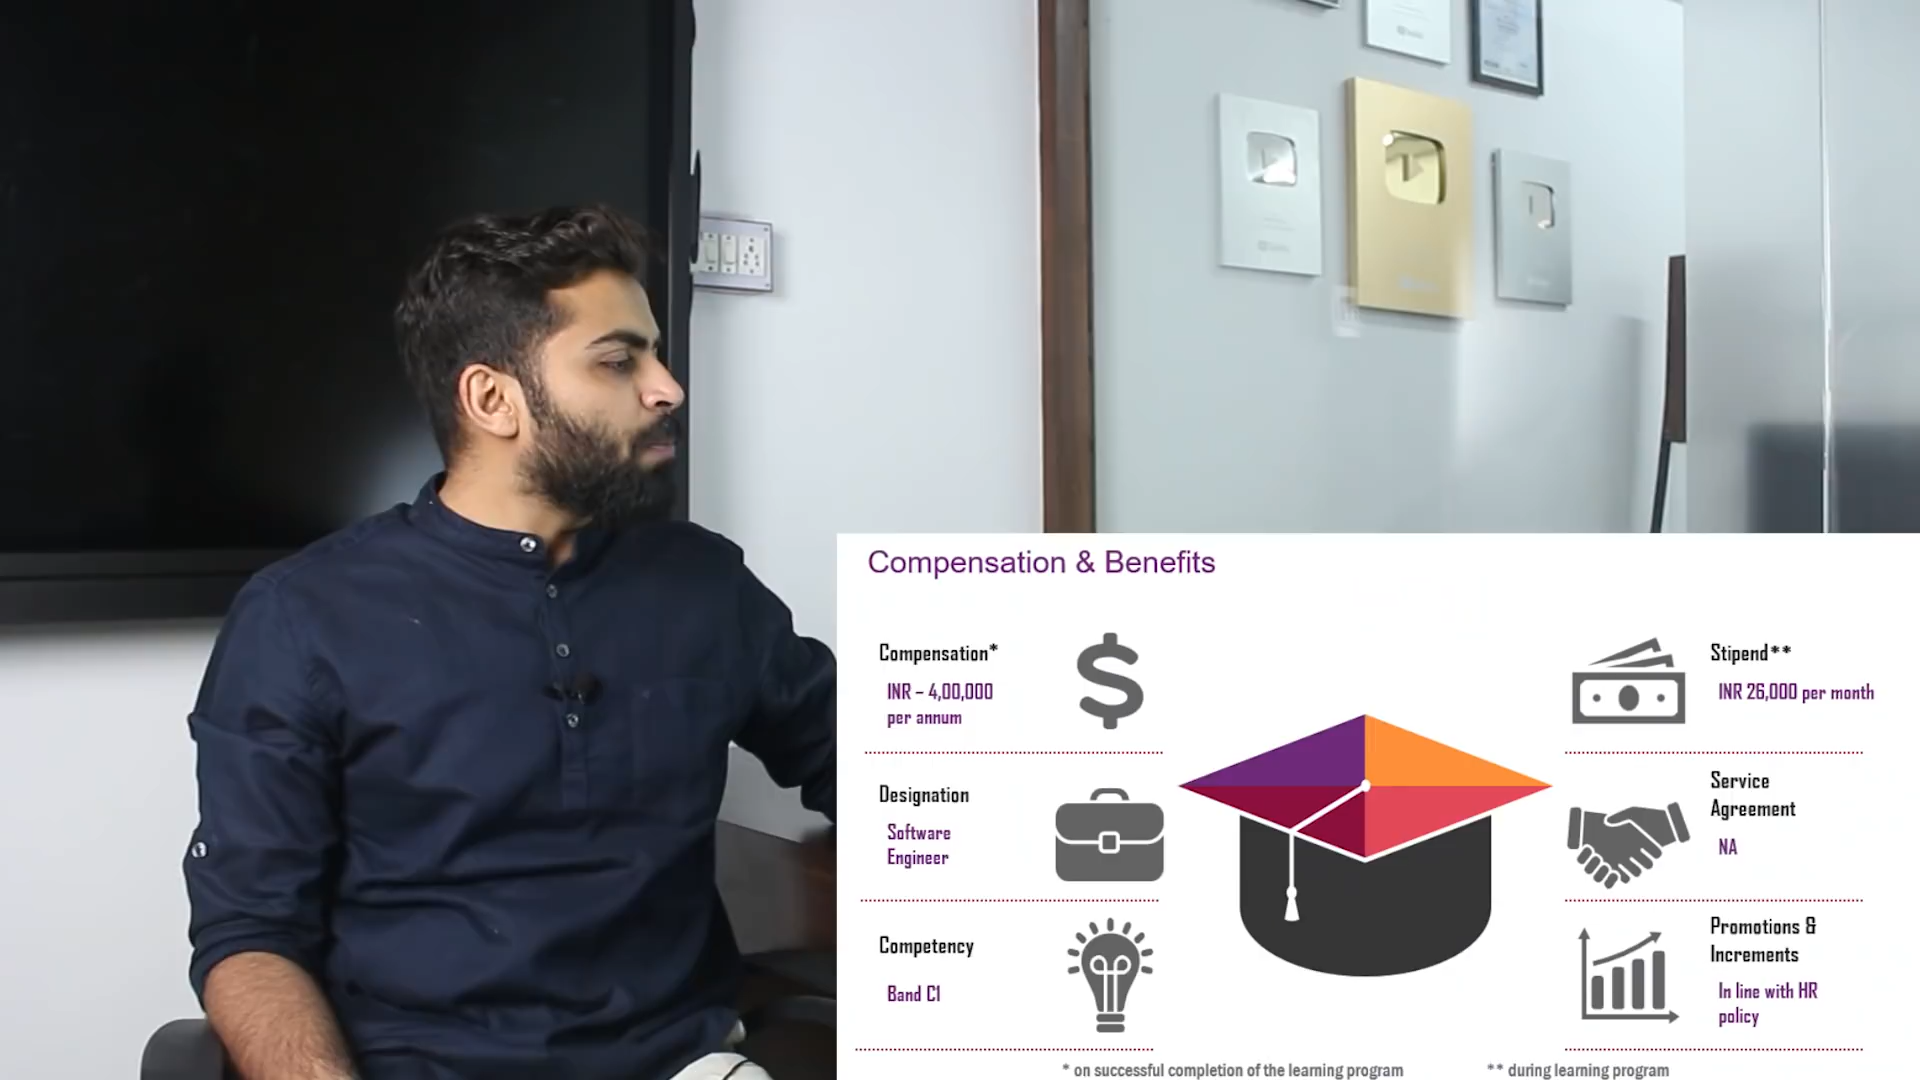 Compensation & Benefits
Compensation*
INR – 4,00,000
per annum
Designation
Software
Engineer
Competency
Band C1
Stipend**
INR 26,000 per month
Service
Agreement
NA
Promotions &
Increments
In line with HR
policy
* on successful completion of the learning program
** during learning program